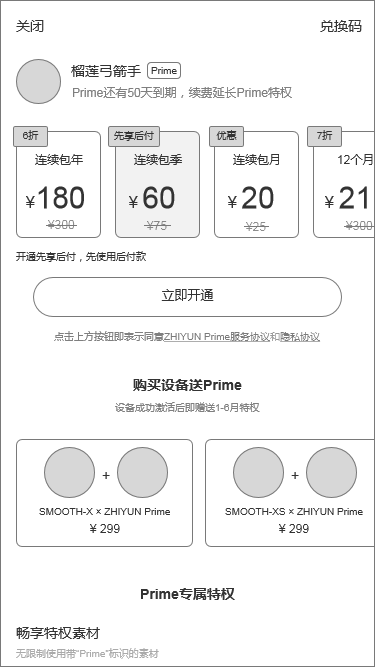 关闭
兑换码
榴莲弓箭手 Prime
Prime还有50天到期，续费延长Prime特权
6折
先享后付
优惠
7折
连续包年
连续包季
连续包月
12个月
¥180
¥60
¥20
¥21
¥300
¥75
¥25
¥300
开通先享后付，先使用后付款
立即开通
点击上方按钮即表示同意ZHIYUN Prime服务协议和隐私协议
购买设备送Prime
设备成功激活后即赠送1-6月特权
+
+
SMOOTH-X × ZHIYUN Prime
SMOOTH-XS × ZHIYUN Prime
¥ 299
¥ 299
Prime专属特权
畅享特权素材
无限制使用带"Prime"标识的素材